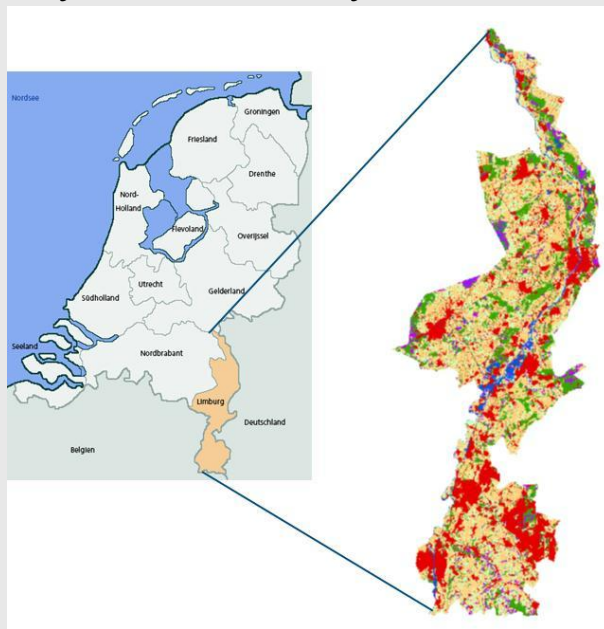 Nordsee
Groningen
Friesland
Drenthe
Nord-
Holland
Flevoland
Overijssel
Utrecht
Gelderland
Südholland
Seeland
Nordbrabant
Limburg
Deutschland
Belgien